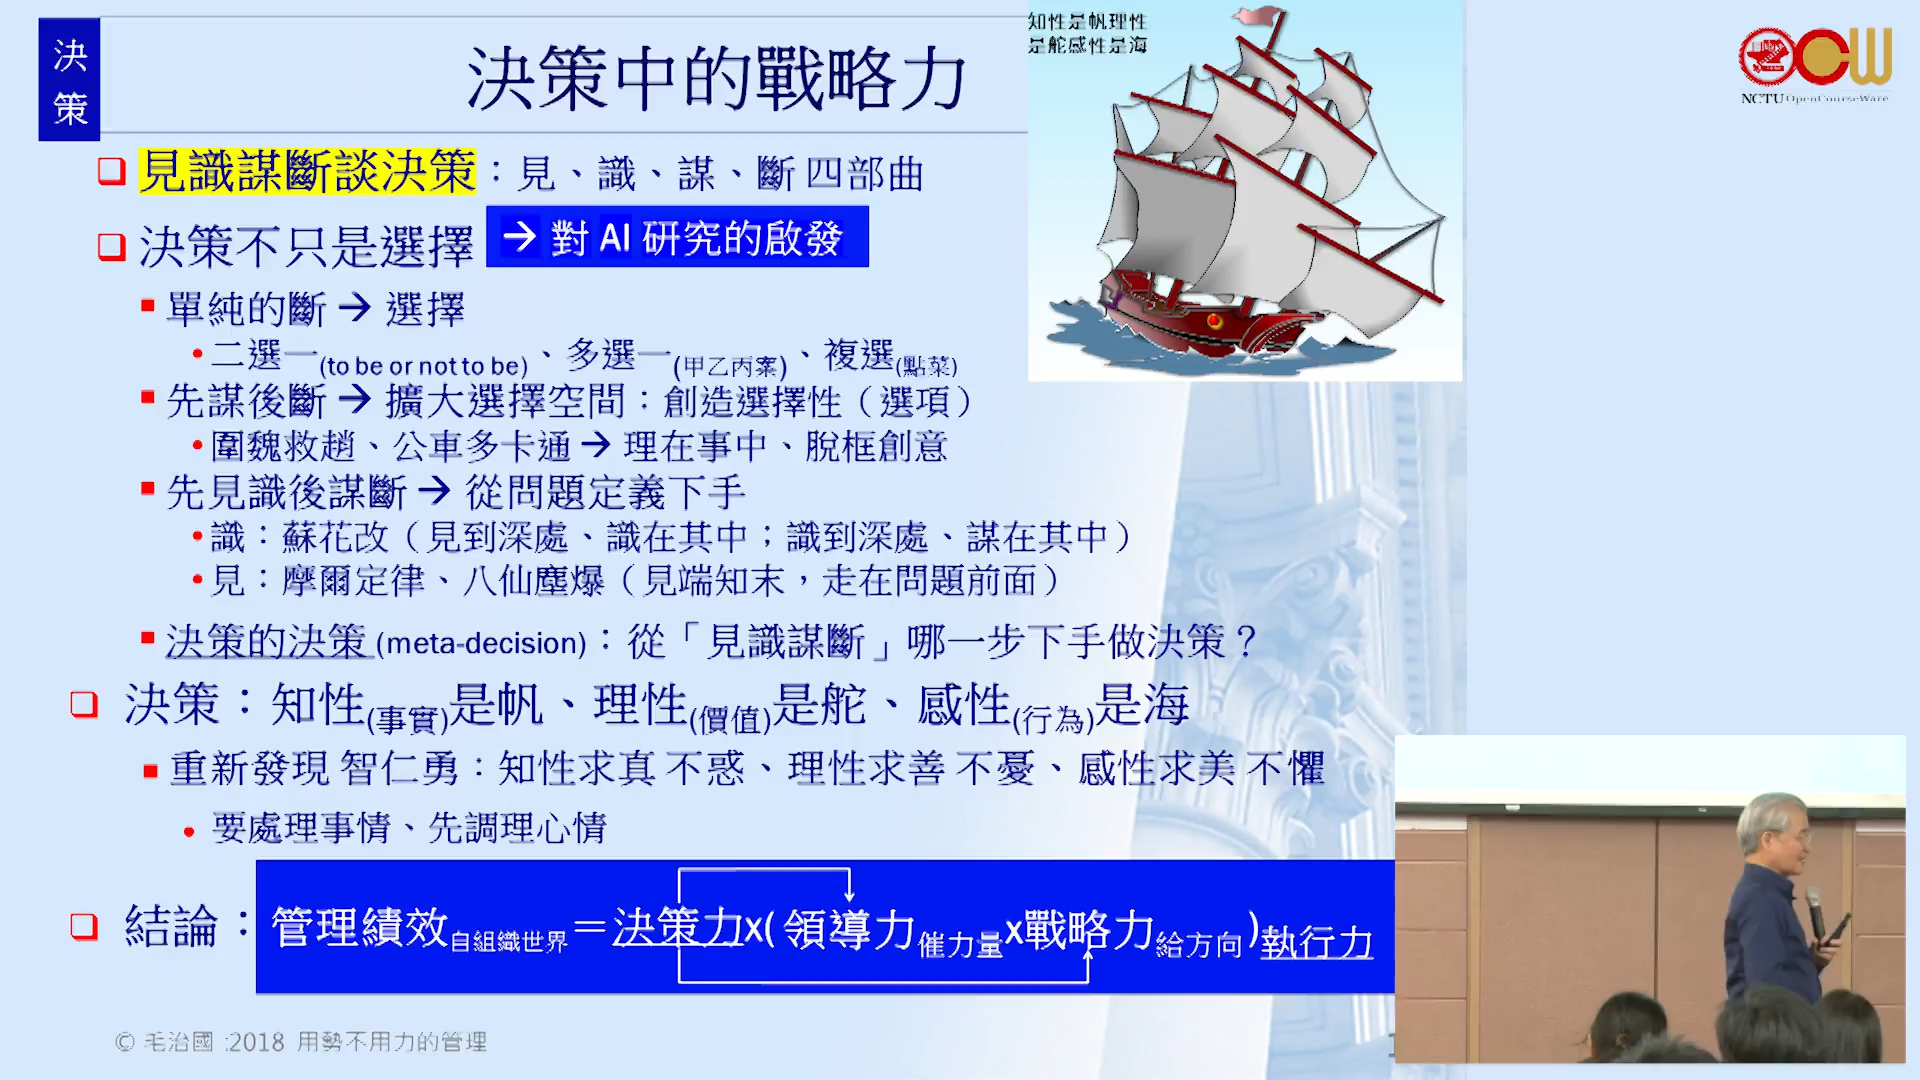 決策
決策中的戰略力
知性是帆理性
是舵感性是海
NCTU OpenCourseWare
見識謀斷談決策：見、識、謀、斷 四部曲
決策不只是選擇
→ 對 AI 研究的啟發
單純的斷 → 選擇
二選一(to be or not to be)、多選一(甲乙丙案)、複選(點菜)
先謀後斷 → 擴大選擇空間：創造選擇性（選項）
圍魏救趙、公車多卡通 → 理在事中、脫框創意
先見識後謀斷 → 從問題定義下手
識：蘇花改（見到深處、識在其中；識到深處、謀在其中）
見：摩爾定律、八仙塵爆（見端知末，走在問題前面）
決策的決策 (meta-decision)：從「見識謀斷」哪一步下手做決策？
決策：知性(事實)是帆、理性(價值)是舵、感性(行為)是海
重新發現 智仁勇：知性求真 不惑、理性求善 不憂、感性求美 不懼
要處理事情、先調理心情
結論：管理績效自組織世界＝決策力x( 領導力催力量x戰略力給方向)執行力
© 毛治國 :2018 用勢不用力的管理